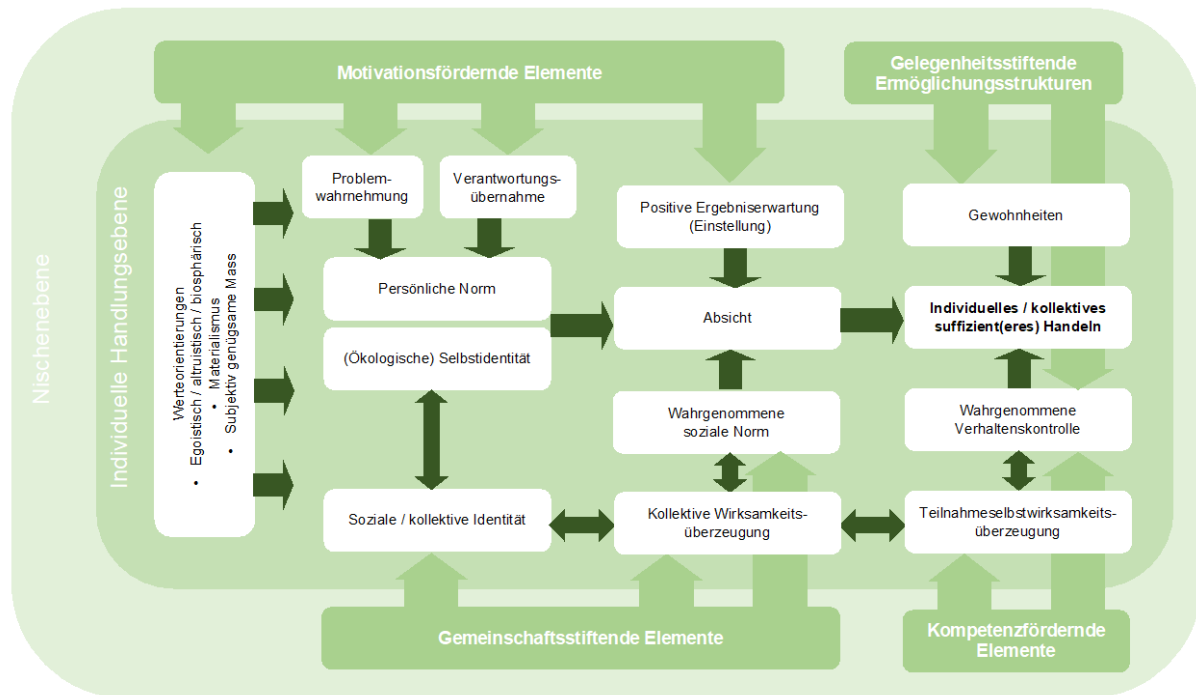 Motivationsfördernde Elemente
Gelegenheitsstiftende
Ermöglichungsstrukturen
Nischenebene
Individuelle Handlungsebene
Werteorientierungen
• Egoistisch / altruistisch / biosphärisch
• Materialismus
• Subjektiv genügsame Mass
Problem-
wahrnehmung
Verantwortungs-
übernahme
Positive Ergebniserwartung
(Einstellung)
Gewohnheiten
Persönliche Norm
Absicht
Individuelles / kollektives
suffizient(eres) Handeln
(Ökologische) Selbstidentität
Wahrgenommene
soziale Norm
Wahrgenommene
Verhaltenskontrolle
Soziale / kollektive Identität
Kollektive Wirksamkeits-
überzeugung
Teilnahmeselbstwirksamkeits-
überzeugung
Gemeinschaftsstiftende Elemente
Kompetenzfördernde
Elemente